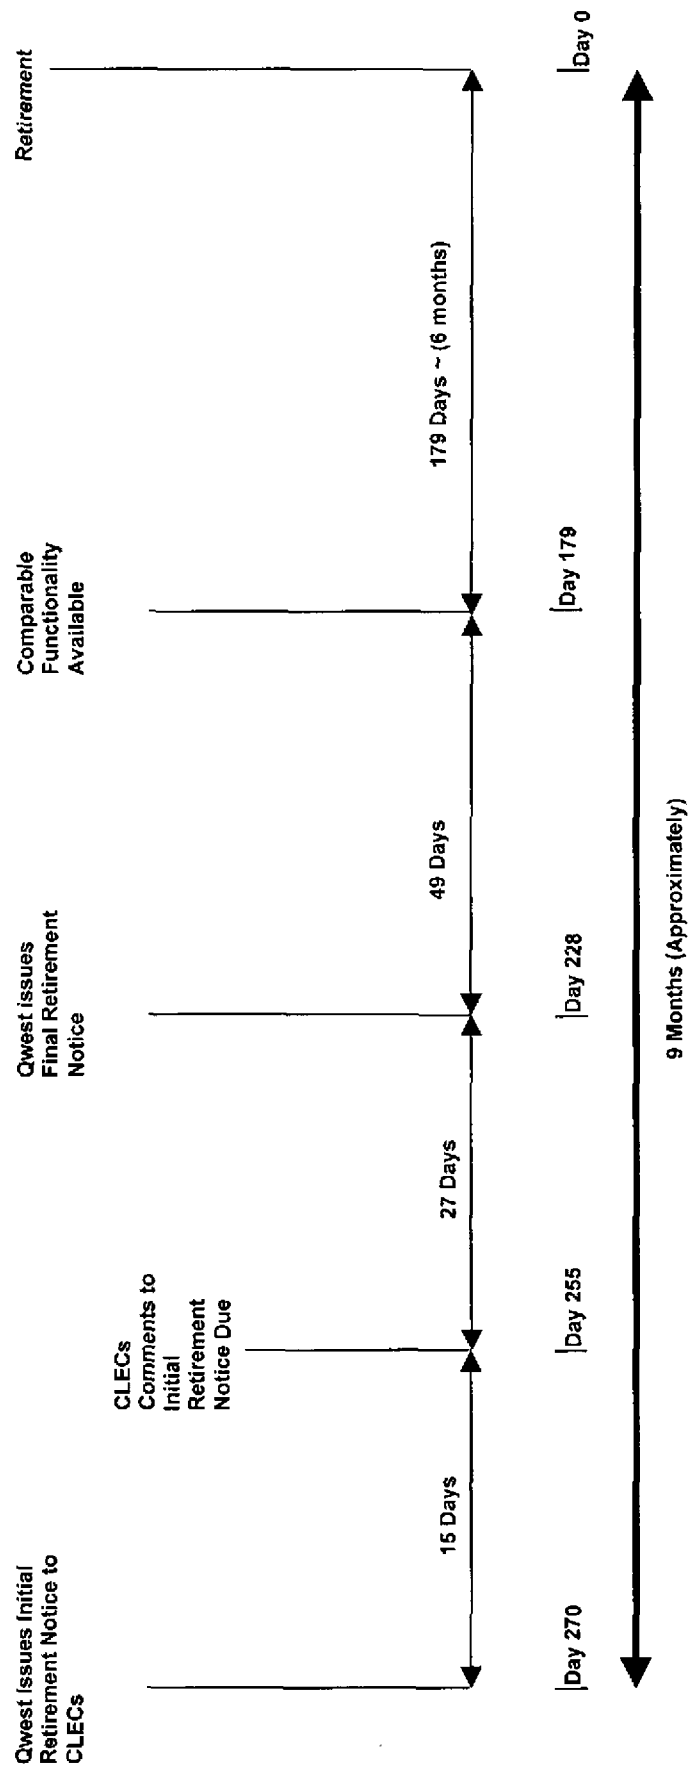 Qwest Issues Initial
Retirement Notice to
CLECs
CLECs
Comments to
Initial
Retirement
Notice Due
Qwest issues
Final Retirement
Notice
Comparable
Functionality
Available
Retirement
15 Days
27 Days
49 Days
179 Days ~ (6 months)
Day 270
Day 255
Day 228
Day 179
Day 0
9 Months (Approximately)